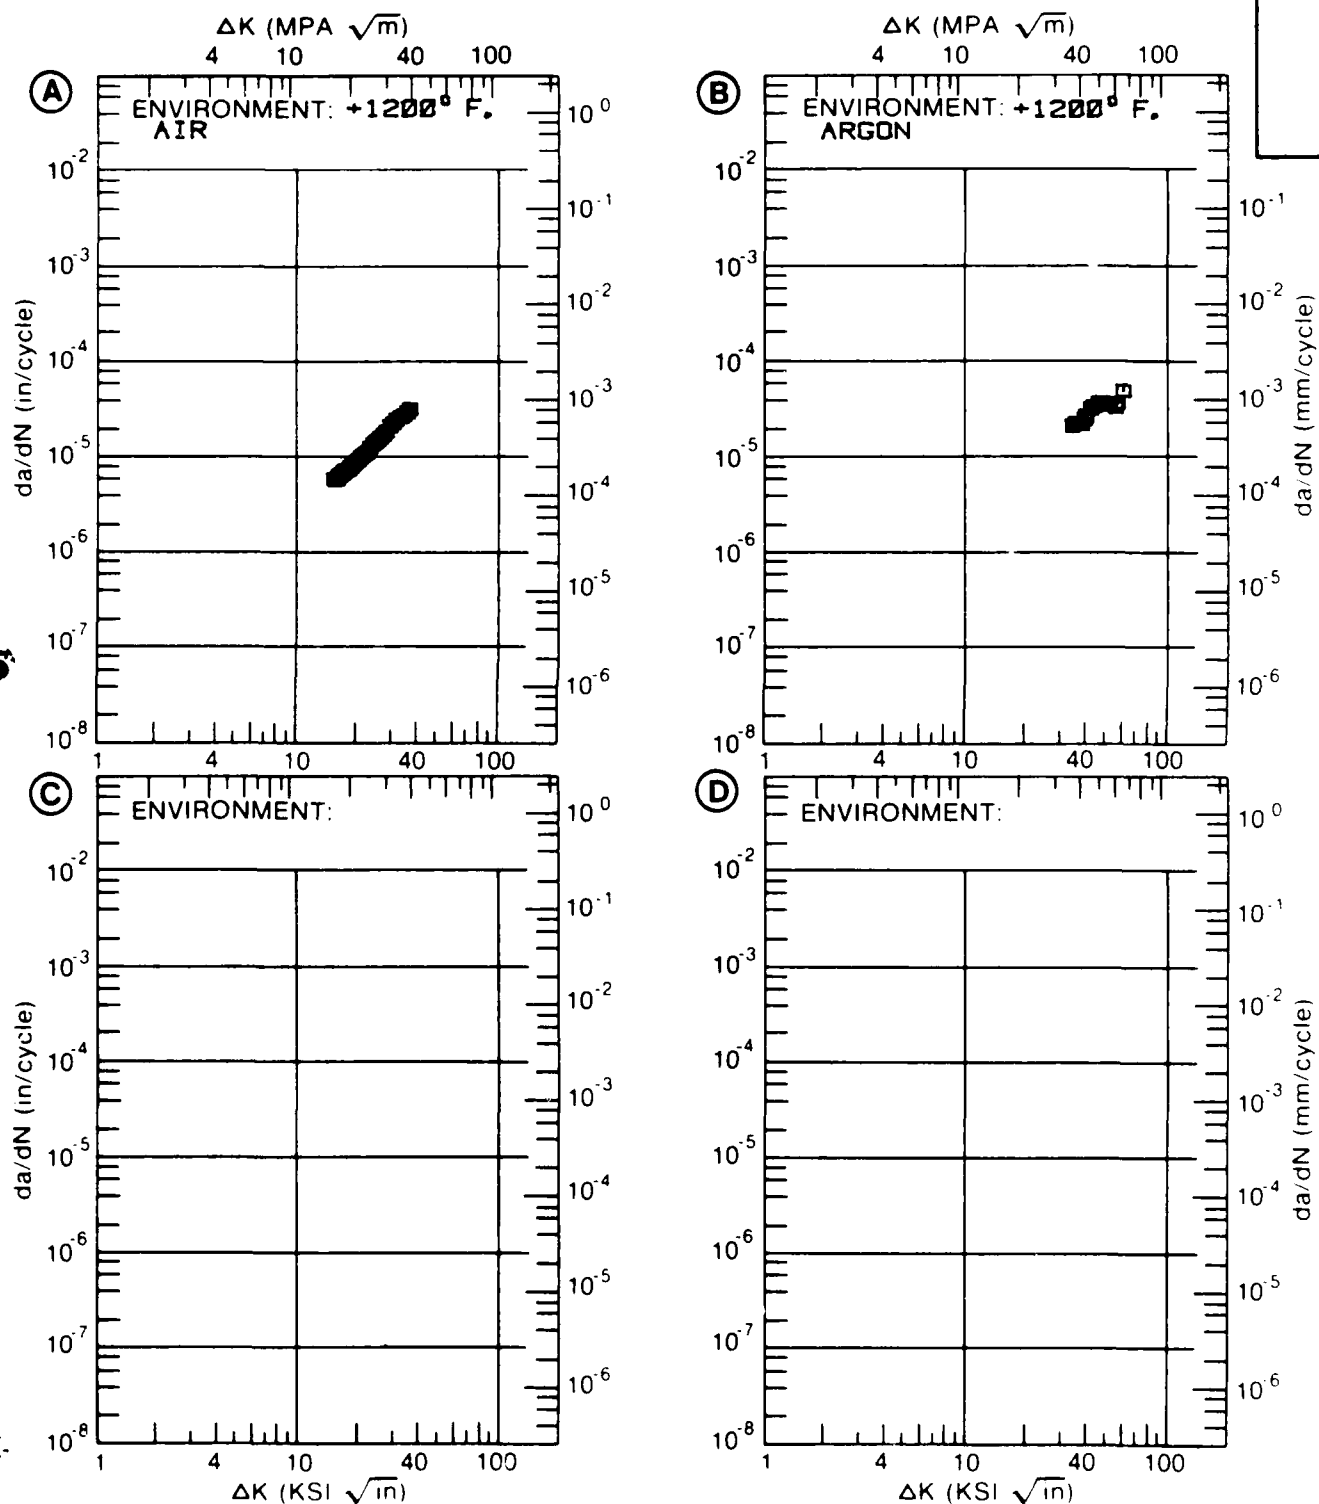 ΔK (MPA √m)
4 10 40 100
ΔK (MPA √m)
4 10 40 100
A
ENVIRONMENT: +1200° F.
AIR
10⁰
10⁻¹
10⁻²
10⁻³
10⁻⁴
10⁻⁵
10⁻⁶
10⁻²
10⁻³
10⁻⁴
10⁻⁵
10⁻⁶
10⁻⁷
10⁻⁸
da/dN (in/cycle)
1 4 10 40 100
B
ENVIRONMENT: +1200° F.
ARGON
10⁻²
10⁻³
10⁻⁴
10⁻⁵
10⁻⁶
10⁻⁷
10⁻⁸
10⁻¹
10⁻²
10⁻³
10⁻⁴
10⁻⁵
10⁻⁶
da/dN (mm/cycle)
1 4 10 40 100
C
ENVIRONMENT:
10⁻²
10⁻³
10⁻⁴
10⁻⁵
10⁻⁶
10⁻⁷
10⁻⁸
10⁰
10⁻¹
10⁻²
10⁻³
10⁻⁴
10⁻⁵
10⁻⁶
da/dN (in/cycle)
1 4 10 40 100
ΔK (KSI √in)
D
ENVIRONMENT:
10⁻²
10⁻³
10⁻⁴
10⁻⁵
10⁻⁶
10⁻⁷
10⁻⁸
10⁰
10⁻¹
10⁻²
10⁻³
10⁻⁴
10⁻⁵
10⁻⁶
da/dN (mm/cycle)
1 4 10 40 100
ΔK (KSI √in)